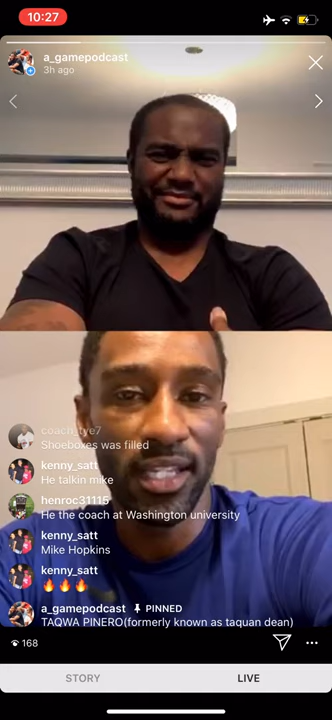 10:27
a_gamepodcast
3h ago
coach_tye7
Shoeboxes was filled
kenny_satt
He talkin mike
henroc31115
He the coach at Washington university
kenny_satt
Mike Hopkins
kenny_satt
🔥🔥🔥
a_gamepodcast PINNED
TAQWA PINERO(formerly known as taquan dean)
168
STORY LIVE